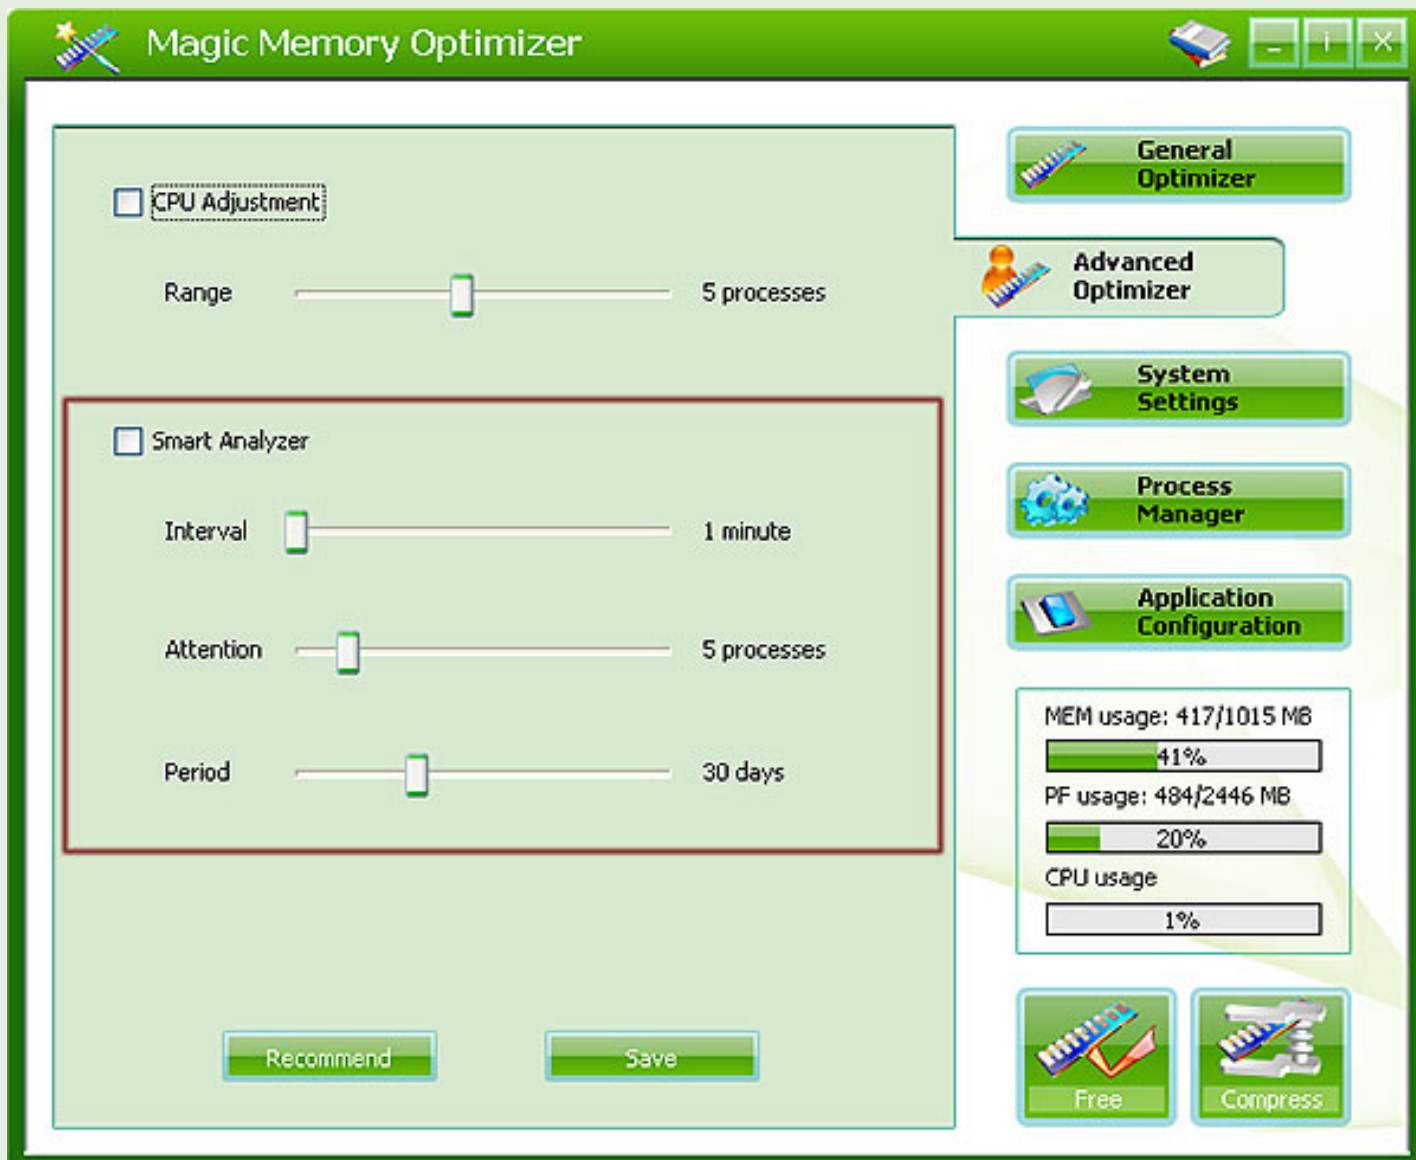 Magic Memory Optimizer
CPU Adjustment
Range 5 processes
Smart Analyzer
Interval 1 minute
Attention 5 processes
Period 30 days
Recommend Save
General
Optimizer
Advanced
Optimizer
System
Settings
Process
Manager
Application
Configuration
MEM usage: 417/1015 MB
41%
PF usage: 484/2446 MB
20%
CPU usage
1%
Free Compress